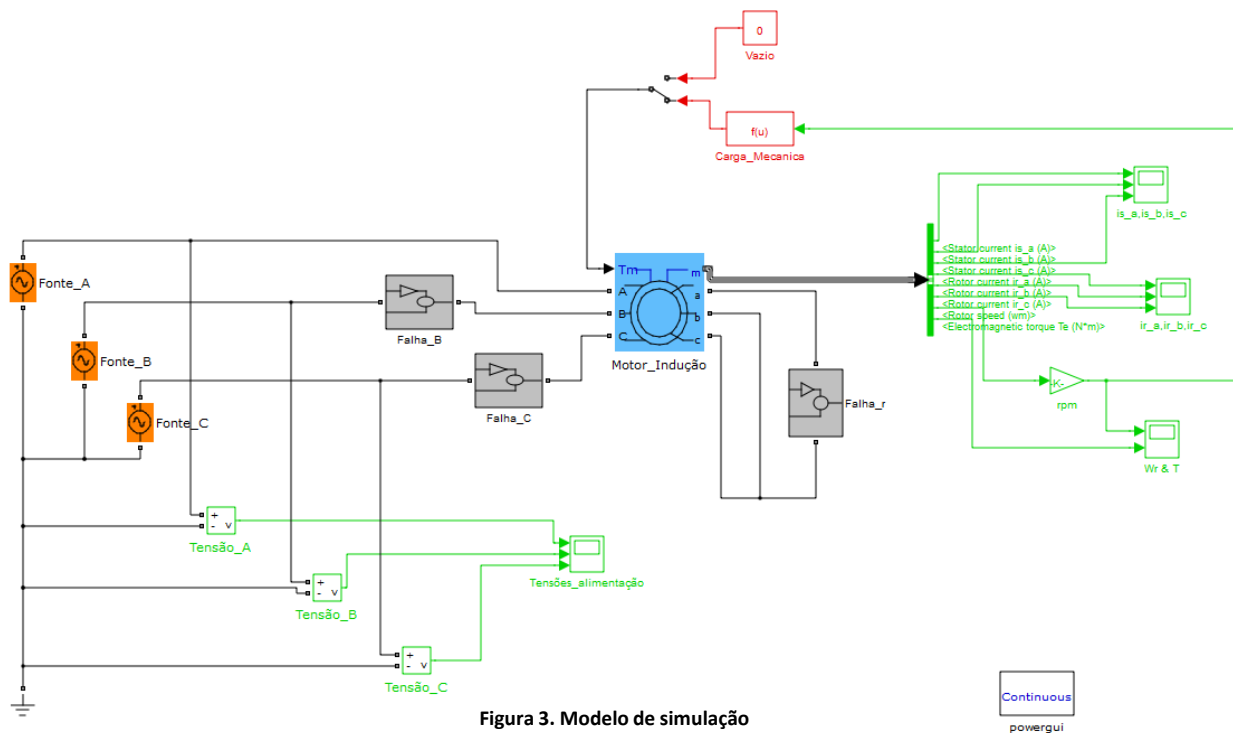 0
Vazio
f(u)
Carga_Mecanica
is_a,is_b,is_c
<Stator current is_a (A)>
<Stator current is_b (A)>
<Stator current is_c (A)>
<Rotor current ir_a (A)>
<Rotor current ir_b (A)>
<Rotor current ir_c (A)>
<Rotor speed (wm)>
<Electromagnetic torque Te (N*m)>
ir_a,ir_b,ir_c
Fonte_A
Fonte_B
Fonte_C
Falha_B
Falha_C
Tm
m
A
a
B
b
C
c
Motor_Indução
Falha_r
-K-
rpm
Wr & T
+
-
v
Tensão_A
+
-
v
Tensão_B
+
-
v
Tensão_C
Tensões_alimentação
Continuous
powergui
Figura 3. Modelo de simulação